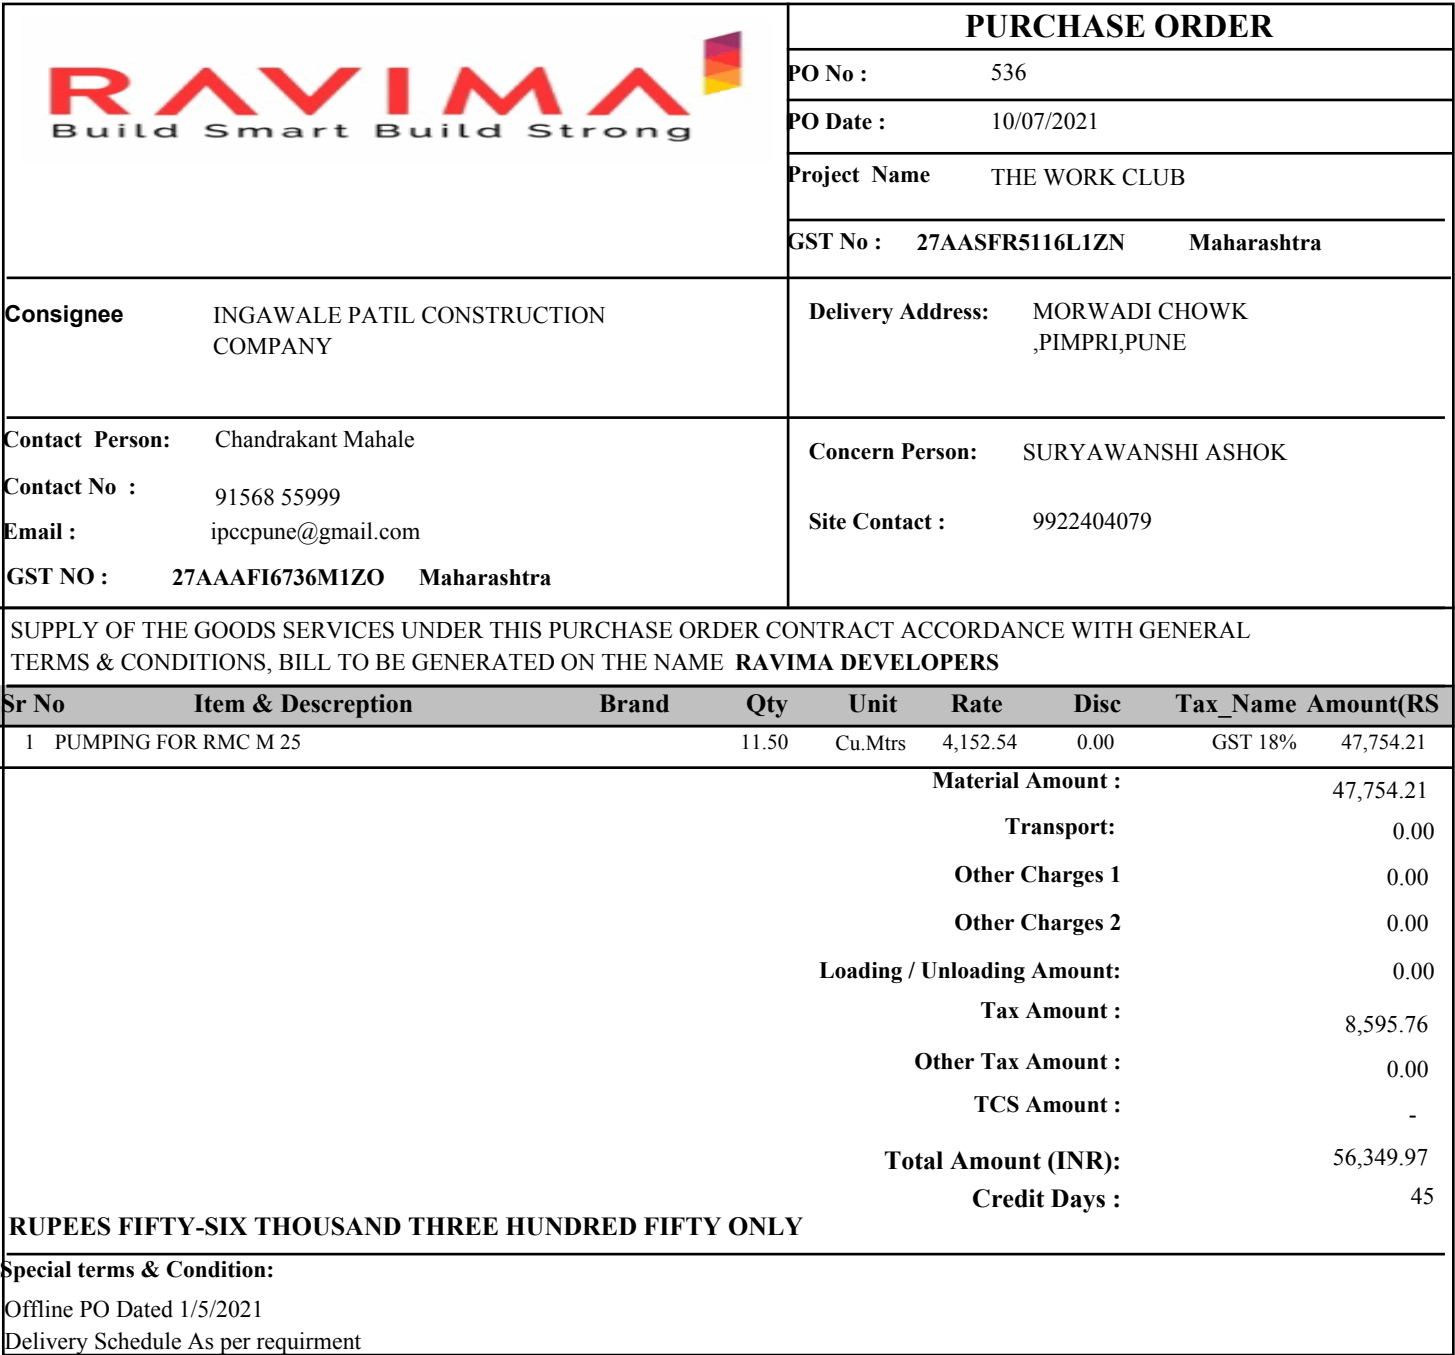 RAVIMA
Build Smart Build Strong
PURCHASE ORDER
PO No : 536
PO Date : 10/07/2021
Project Name THE WORK CLUB
GST No : 27AASFR5116L1ZN Maharashtra
Consignee INGAWALE PATIL CONSTRUCTION
COMPANY
Delivery Address: MORWADI CHOWK
,PIMPRI,PUNE
Contact Person: Chandrakant Mahale
Contact No : 91568 55999
Email : ipccpune@gmail.com
GST NO : 27AAAFI6736M1ZO Maharashtra
Concern Person: SURYAWANSHI ASHOK
Site Contact : 9922404079
SUPPLY OF THE GOODS SERVICES UNDER THIS PURCHASE ORDER CONTRACT ACCORDANCE WITH GENERAL
TERMS & CONDITIONS, BILL TO BE GENERATED ON THE NAME RAVIMA DEVELOPERS
Sr No Item & Descreption Brand Qty Unit Rate Disc Tax_Name Amount(RS
1 PUMPING FOR RMC M 25 11.50 Cu.Mtrs 4,152.54 0.00 GST 18% 47,754.21
Material Amount : 47,754.21
Transport: 0.00
Other Charges 1 0.00
Other Charges 2 0.00
Loading / Unloading Amount: 0.00
Tax Amount : 8,595.76
Other Tax Amount : 0.00
TCS Amount : -
Total Amount (INR): 56,349.97
Credit Days : 45
RUPEES FIFTY-SIX THOUSAND THREE HUNDRED FIFTY ONLY
Special terms & Condition:
Offline PO Dated 1/5/2021
Delivery Schedule As per requirment